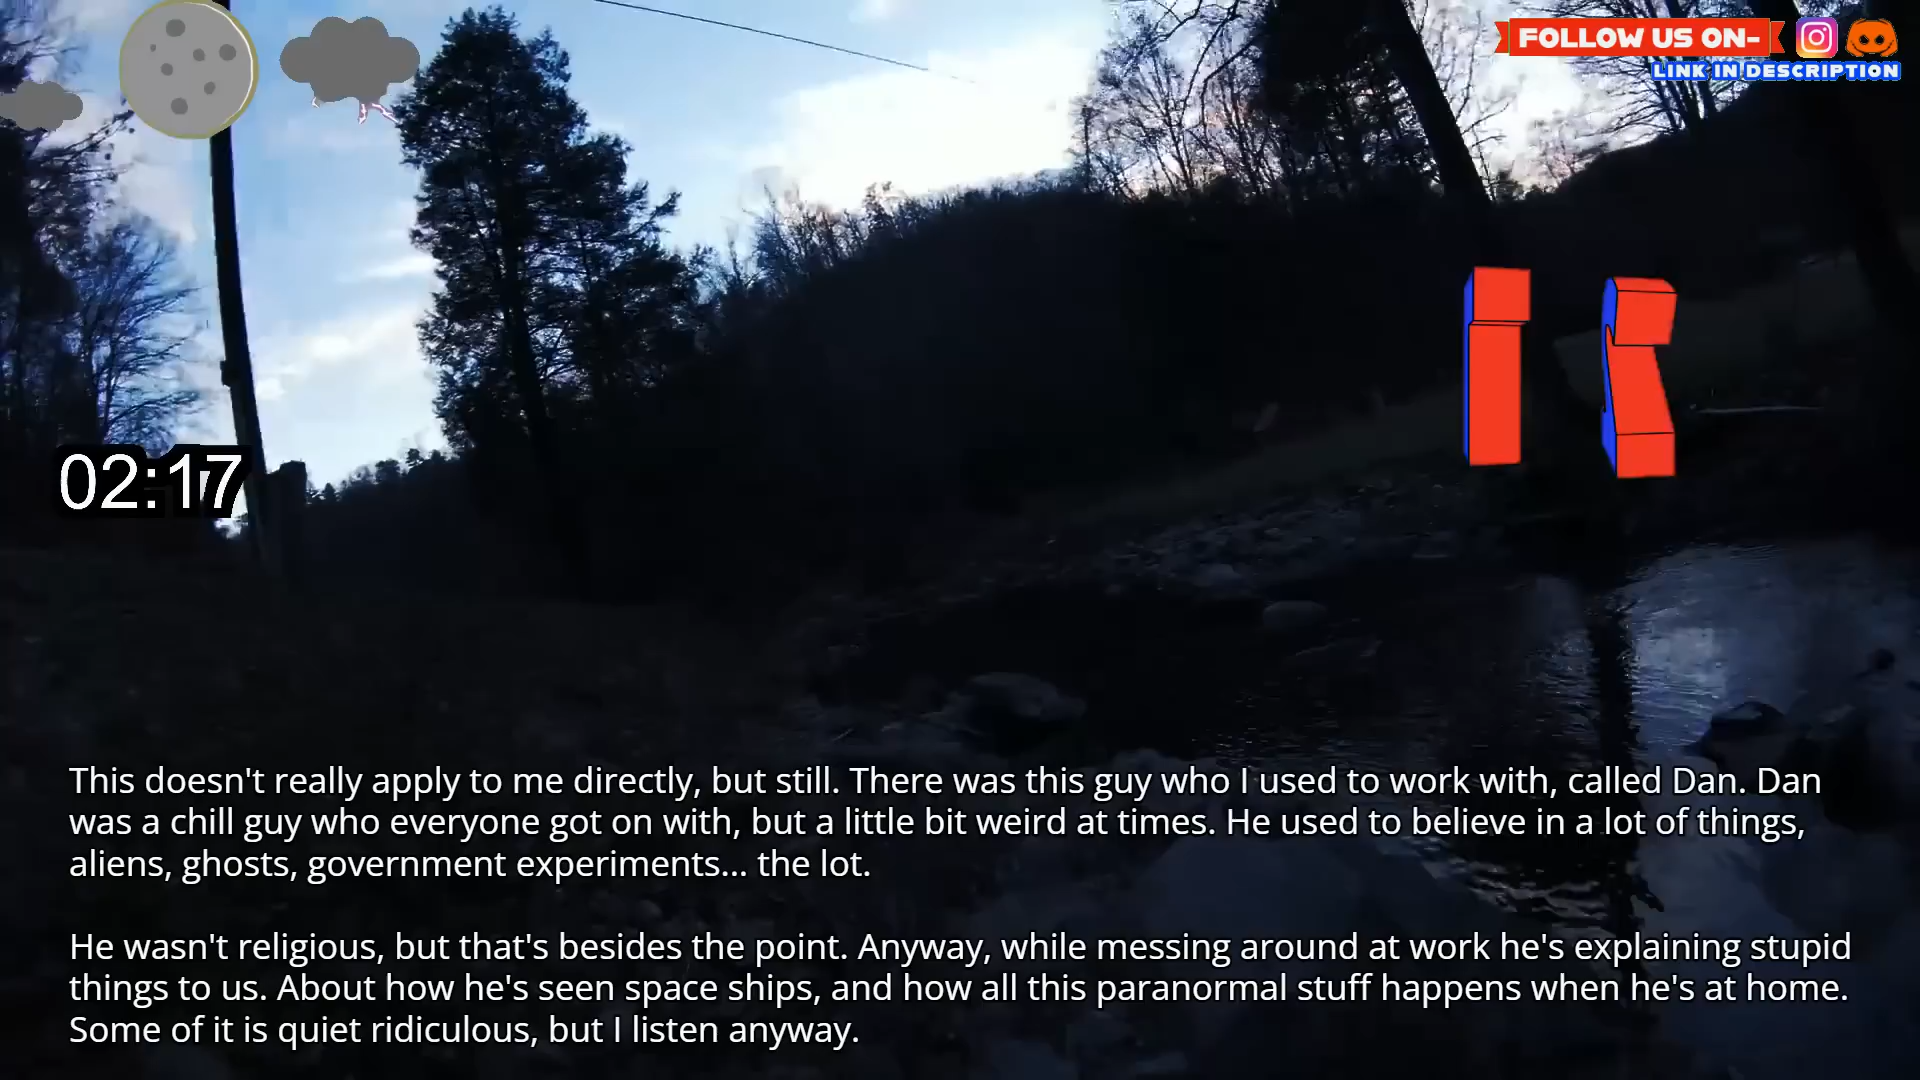 FOLLOW US ON-
LINK IN DESCRIPTION
02:17
This doesn't really apply to me directly, but still. There was this guy who I used to work with, called Dan. Dan
was a chill guy who everyone got on with, but a little bit weird at times. He used to believe in a lot of things,
aliens, ghosts, government experiments... the lot.
He wasn't religious, but that's besides the point. Anyway, while messing around at work he's explaining stupid
things to us. About how he's seen space ships, and how all this paranormal stuff happens when he's at home.
Some of it is quiet ridiculous, but I listen anyway.